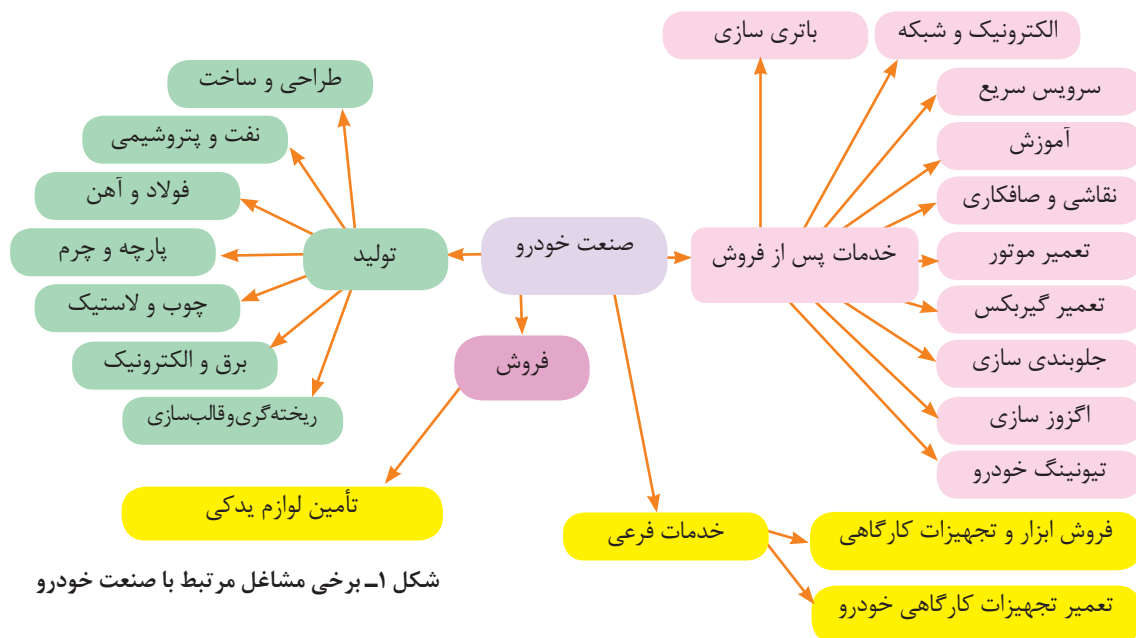 الکترونیک و شبکه
باتری سازی
سرویس سریع
آموزش
نقاشی و صافکاری
تعمیر موتور
تعمیر گیربکس
جلوبندی سازی
اگزوز سازی
تیونینگ خودرو
خدمات پس از فروش
صنعت خودرو
تولید
طراحی و ساخت
نفت و پتروشیمی
فولاد و آهن
پارچه و چرم
چوب و لاستیک
برق و الکترونیک
ریخته‌گری‌و‌قالب‌سازی
فروش
تأمین لوازم یدکی
خدمات فرعی
فروش ابزار و تجهیزات کارگاهی
تعمیر تجهیزات کارگاهی خودرو
شکل ۱ــ برخی مشاغل مرتبط با صنعت خودرو